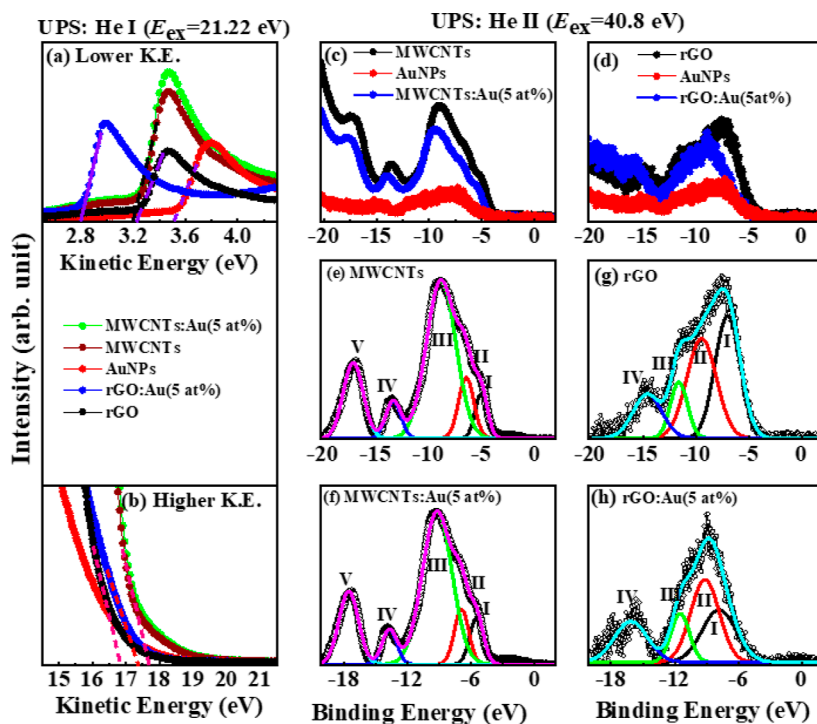 UPS: He I (Eex=21.22 eV)
UPS: He II (Eex=40.8 eV)
(a) Lower K.E.
2.8 3.2 3.6 4.0
Kinetic Energy (eV)
MWCNTs:Au(5 at%)
MWCNTs
AuNPs
rGO:Au(5 at%)
rGO
(b) Higher K.E.
15 16 17 18 19 20 21
Kinetic Energy (eV)
Intensity (arb. unit)
(c)
MWCNTs
AuNPs
MWCNTs:Au(5 at%)
-20 -15 -10 -5 0
(d)
rGO
AuNPs
rGO:Au(5at%)
-20 -15 -10 -5 0
(e) MWCNTs
V
IV
III
II
I
-20 -15 -10 -5 0
(g) rGO
IV
III
II
I
-20 -15 -10 -5 0
(f) MWCNTs:Au(5 at%)
V
IV
III
II
I
-18 -12 -6 0
Binding Energy (eV)
(h) rGO:Au(5 at%)
IV
III
II
I
-18 -12 -6 0
Binding Energy (eV)